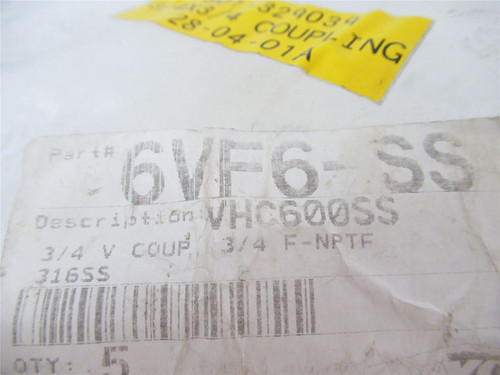 329039
3/4 COUPLING
28-04-01A
Part# 6VF6-SS
Description: VHC600SS
3/4 V COUP, 3/4 F-NPTF
316SS
QTY: 5